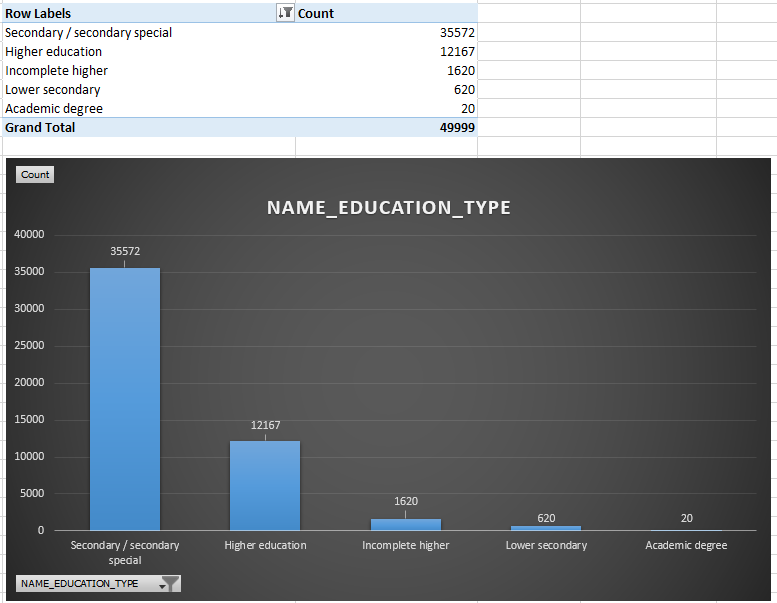 Row Labels Count
Secondary / secondary special 35572
Higher education 12167
Incomplete higher 1620
Lower secondary 620
Academic degree 20
Grand Total 49999
Count
NAME_EDUCATION_TYPE
40000
35572
35000
30000
25000
20000
15000
12167
10000
5000
1620
620
20
0
Secondary / secondary special
Higher education
Incomplete higher
Lower secondary
Academic degree
NAME_EDUCATION_TYPE